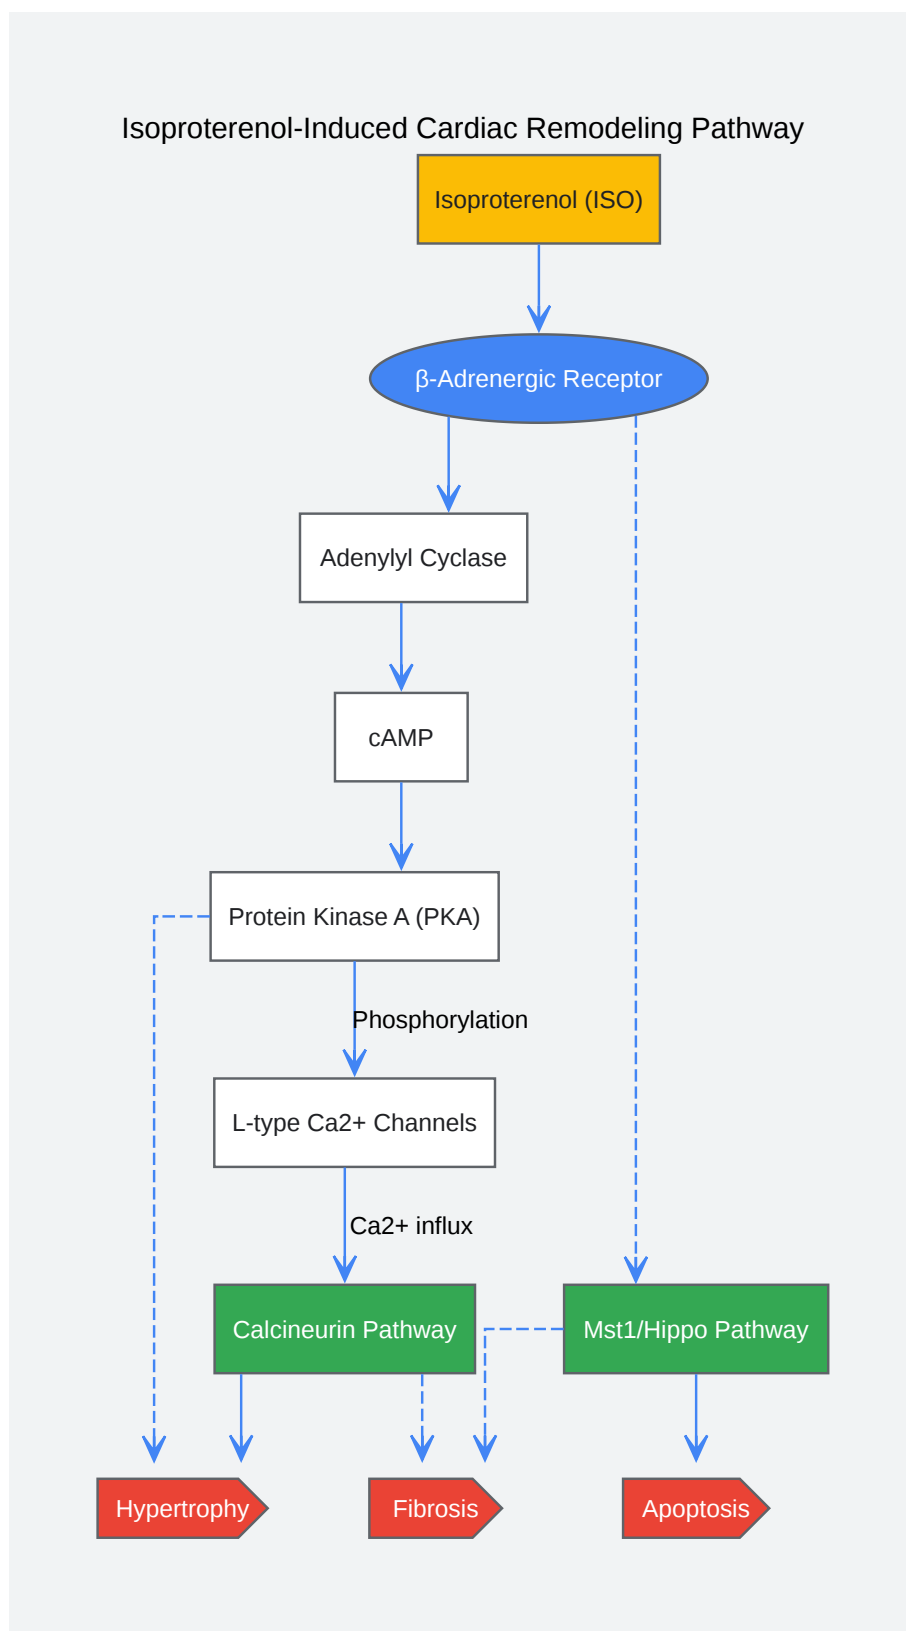 Isoproterenol-Induced Cardiac Remodeling Pathway
Isoproterenol (ISO)
β-Adrenergic Receptor
Adenylyl Cyclase
cAMP
Protein Kinase A (PKA)
Phosphorylation
L-type Ca2+ Channels
Ca2+ influx
Calcineurin Pathway
Mst1/Hippo Pathway
Hypertrophy
Fibrosis
Apoptosis